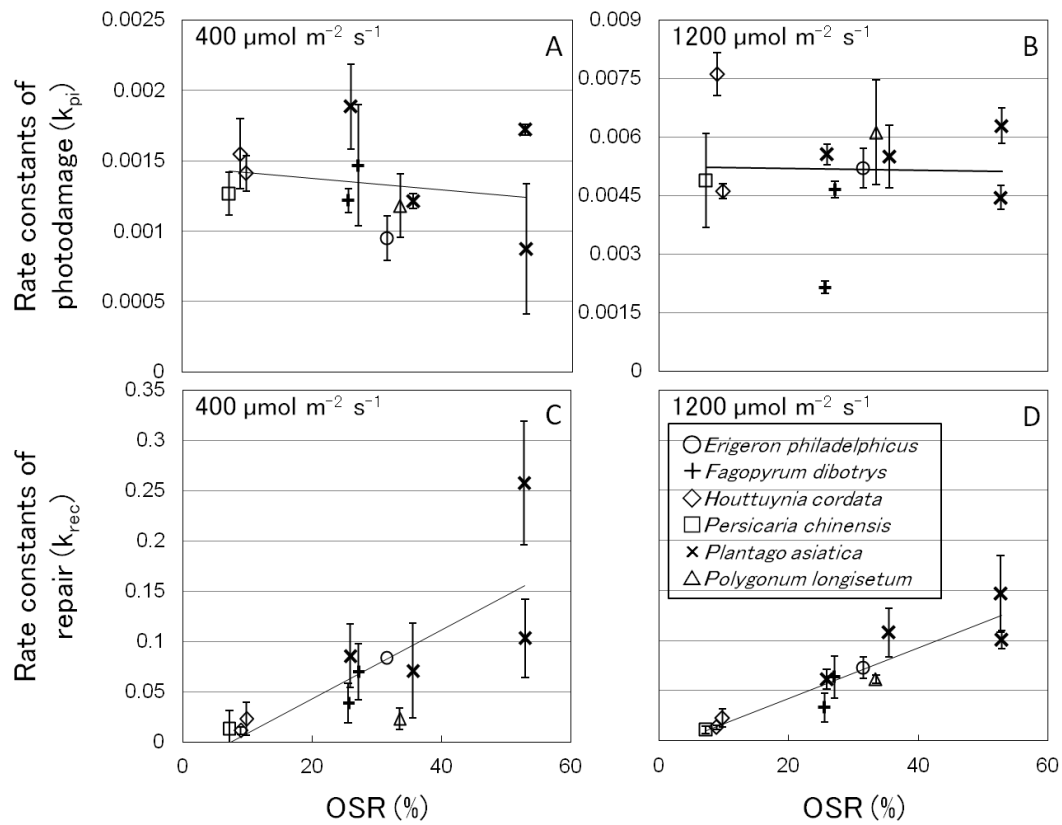 0.0025
400 μmol m⁻² s⁻¹
A
0.002
0.0015
0.001
0.0005
0
Rate constants of
photodamage (kpi)
0.009
1200 μmol m⁻² s⁻¹
B
0.0075
0.006
0.0045
0.003
0.0015
0
0.35
400 μmol m⁻² s⁻¹
C
0.3
0.25
0.2
0.15
0.1
0.05
0
Rate constants of
repair (krec)
0 20 40 60
OSR (%)
1200 μmol m⁻² s⁻¹
D
Erigeron philadelphicus
Fagopyrum dibotrys
Houttuynia cordata
Persicaria chinensis
Plantago asiatica
Polygonum longisetum
0 20 40 60
OSR (%)